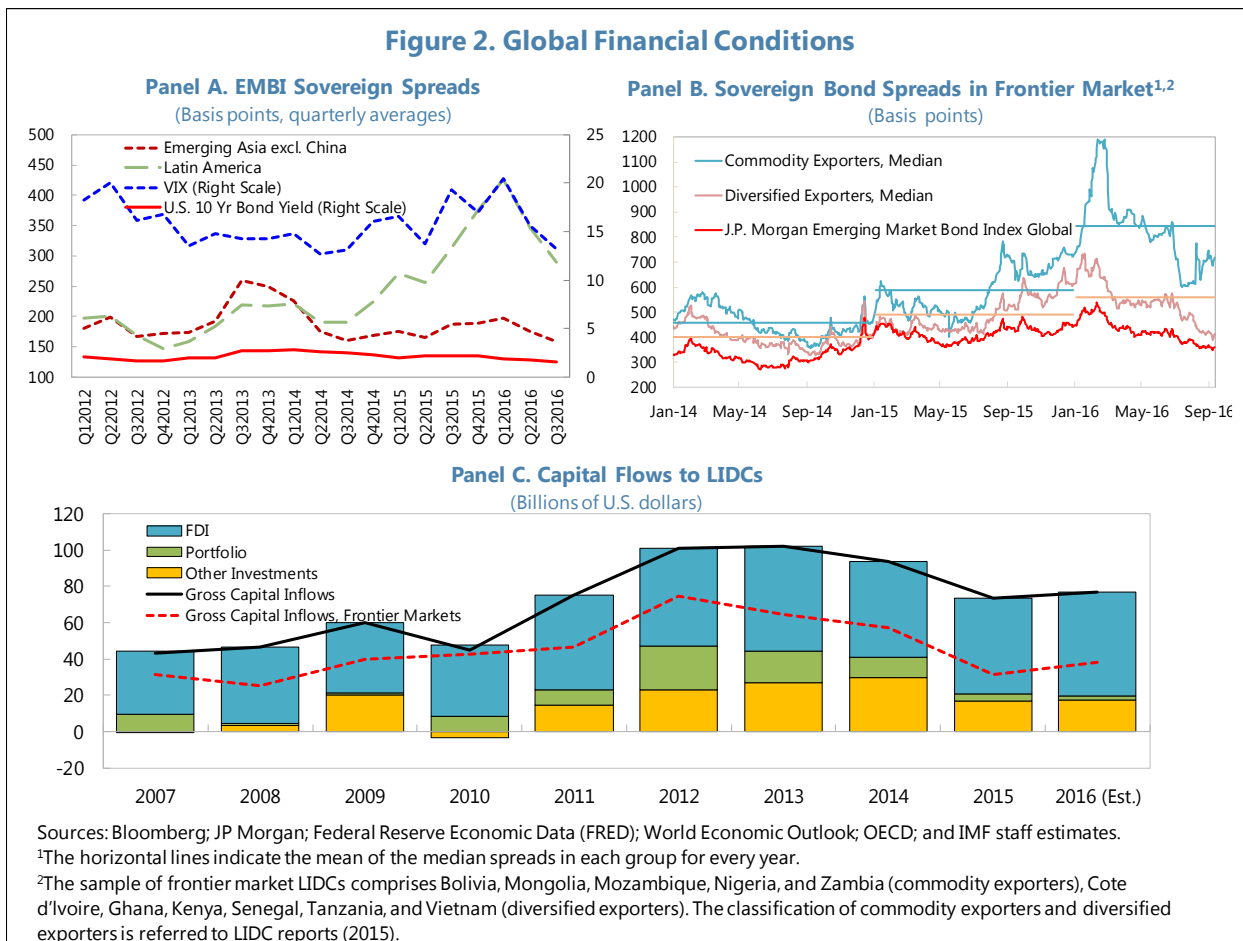 Figure 2. Global Financial Conditions
Panel A. EMBI Sovereign Spreads
(Basis points, quarterly averages)
500
450
400
350
300
250
200
150
100
25
20
15
10
5
0
Emerging Asia excl. China
Latin America
VIX (Right Scale)
U.S. 10 Yr Bond Yield (Right Scale)
Q12012
Q22012
Q32012
Q42012
Q12013
Q22013
Q32013
Q42013
Q12014
Q22014
Q32014
Q42014
Q12015
Q22015
Q32015
Q42015
Q12016
Q22016
Q32016
Panel B. Sovereign Bond Spreads in Frontier Market1,2
(Basis points)
1200
1100
1000
900
800
700
600
500
400
300
200
Commodity Exporters, Median
Diversified Exporters, Median
J.P. Morgan Emerging Market Bond Index Global
Jan-14 May-14 Sep-14 Jan-15 May-15 Sep-15 Jan-16 May-16 Sep-16
Panel C. Capital Flows to LIDCs
(Billions of U.S. dollars)
120
100
80
60
40
20
0
-20
FDI
Portfolio
Other Investments
Gross Capital Inflows
Gross Capital Inflows, Frontier Markets
2007 2008 2009 2010 2011 2012 2013 2014 2015 2016 (Est.)
Sources: Bloomberg; JP Morgan; Federal Reserve Economic Data (FRED); World Economic Outlook; OECD; and IMF staff estimates.
1The horizontal lines indicate the mean of the median spreads in each group for every year.
2The sample of frontier market LIDCs comprises Bolivia, Mongolia, Mozambique, Nigeria, and Zambia (commodity exporters), Cote
d'Ivoire, Ghana, Kenya, Senegal, Tanzania, and Vietnam (diversified exporters). The classification of commodity exporters and diversified
exporters is referred to LIDC reports (2015).